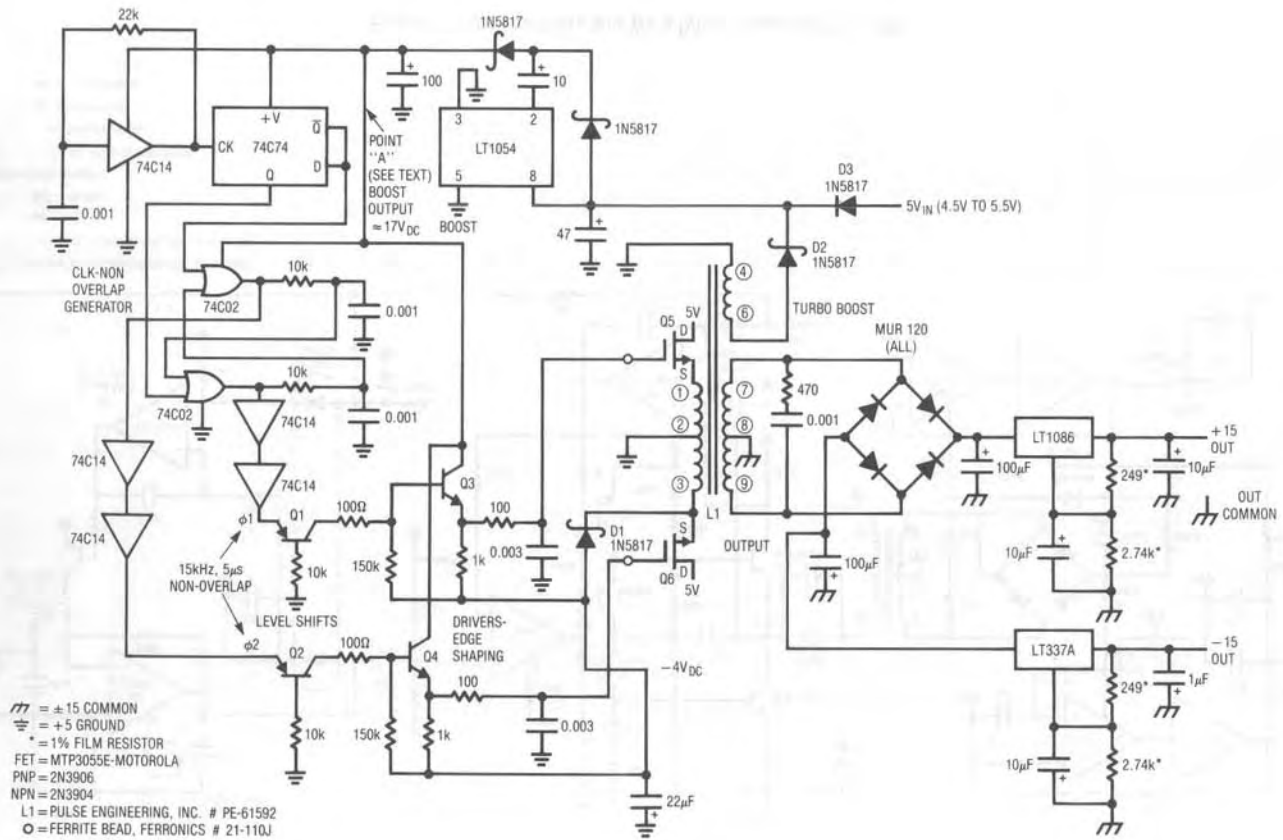 22k
1N5817
+
100
+
10
74C14
+V
CK
74C74
Q̅
D
Q
3
2
LT1054
5
8
BOOST
1N5817
POINT
"A"
(SEE TEXT)
BOOST
OUTPUT
≈17V_DC
0.001
D3
1N5817
5V_IN (4.5V TO 5.5V)
47
+
D2
1N5817
CLK-NON
OVERLAP
GENERATOR
74C02
10k
0.001
④
⑥
TURBO BOOST
5V
Q5
D
S
MUR 120
(ALL)
74C02
10k
0.001
74C14
①
②
③
⑦
⑧
⑨
470
0.001
L1
OUTPUT
LT1086
+15
OUT
+
100µF
249*
+
10µF
OUT
COMMON
+
10µF
2.74k*
74C14
74C14
74C14
ϕ1
Q1
100Ω
Q3
100
0.003
D1
1N5817
S
Q6
D
5V
+
100µF
15kHz, 5µs
NON-OVERLAP
10k
150k
1k
LEVEL SHIFTS
DRIVERS-
EDGE
SHAPING
ϕ2
Q2
100Ω
Q4
100
−4V_DC
0.003
10k
150k
1k
22µF
+
LT337A
−15
OUT
249*
1µF
+
10µF
+
2.74k*
= ±15 COMMON
= +5 GROUND
* = 1% FILM RESISTOR
FET = MTP3055E-MOTOROLA
PNP = 2N3906
NPN = 2N3904
L1 = PULSE ENGINEERING, INC. # PE-61592
= FERRITE BEAD, FERRONICS # 21-110J